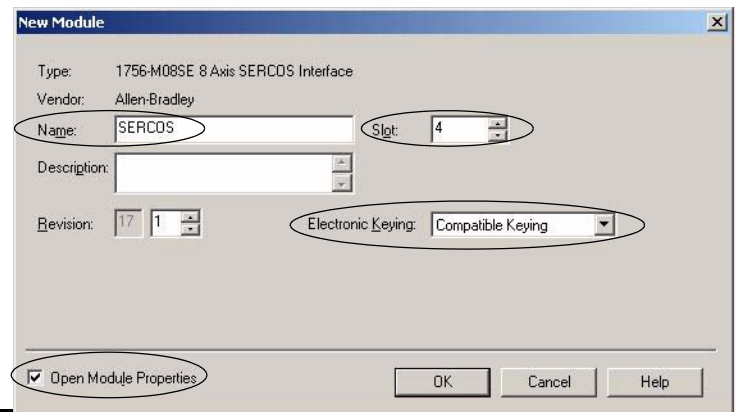 New Module
Type: 1756-M08SE 8 Axis SERCOS Interface
Vendor: Allen-Bradley
Name: SERCOS Slot: 4
Description:
Revision: 17 1 Electronic Keying: Compatible Keying
Open Module Properties OK Cancel Help